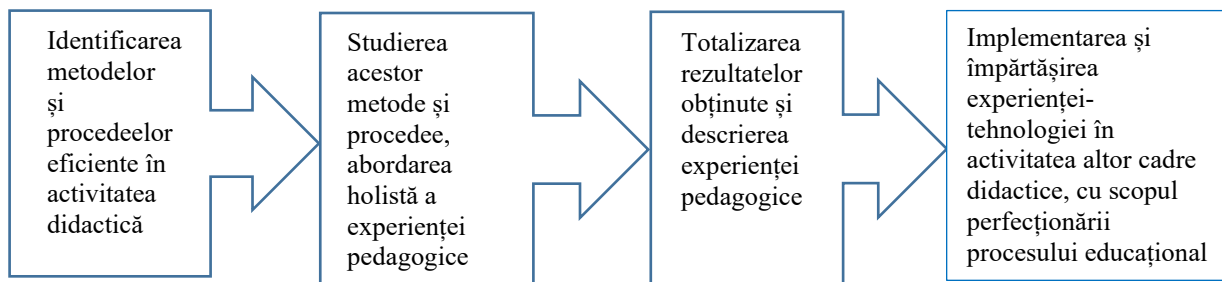 Identificarea
metodelor
și
procedeelor
eficiente în
activitatea
didactică
Studierea
acestor
metode și
procedee,
abordarea
holistă a
experienței
pedagogice
Totalizarea
rezultatelor
obținute și
descrierea
experienței
pedagogice
Implementarea și
împărtășirea
experienței-
tehnologiei în
activitatea altor cadre
didactice, cu scopul
perfecționării
procesului educațional